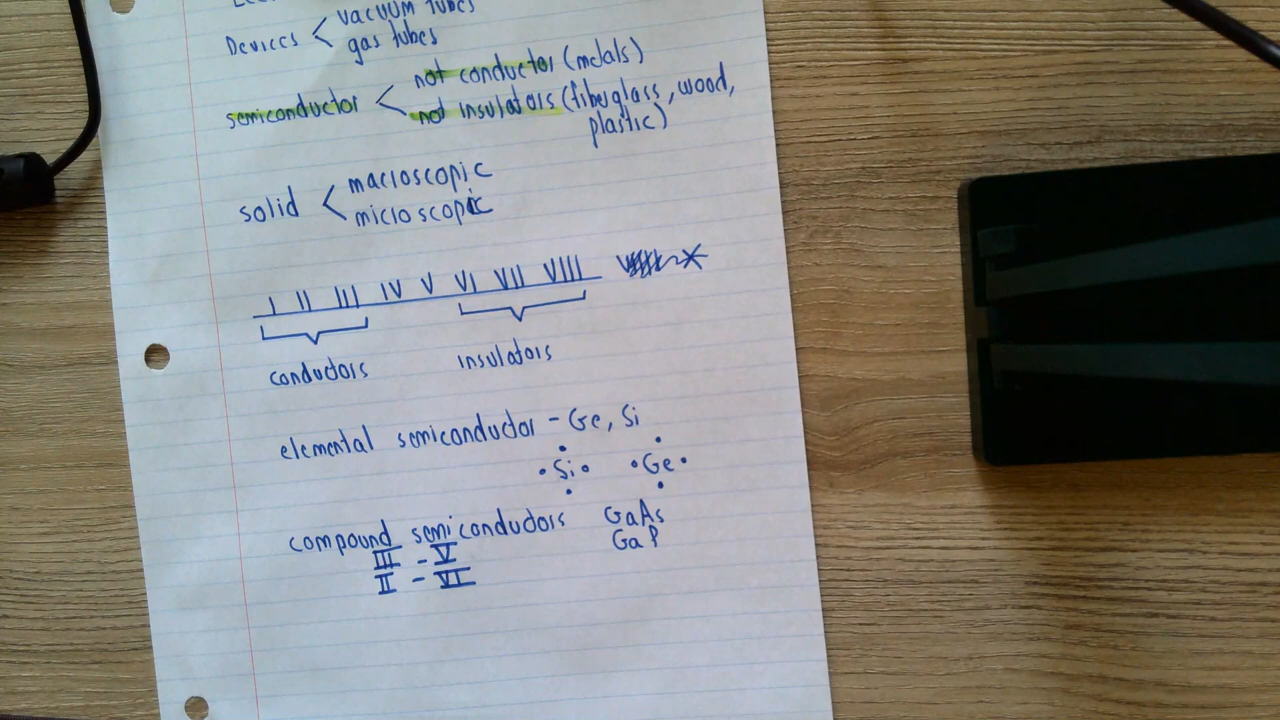 vacuum tubes
Devices < gas tubes
not conductor (metals)
semiconductor < not insulators (fiberglass, wood,
plastic)
solid < macroscopic
microscopic
I II III IV V VI VII VIII
conductors insulators
elemental semiconductor - Ge, Si
Si Ge
compound semiconductors GaAs
III - V GaP
II - VI